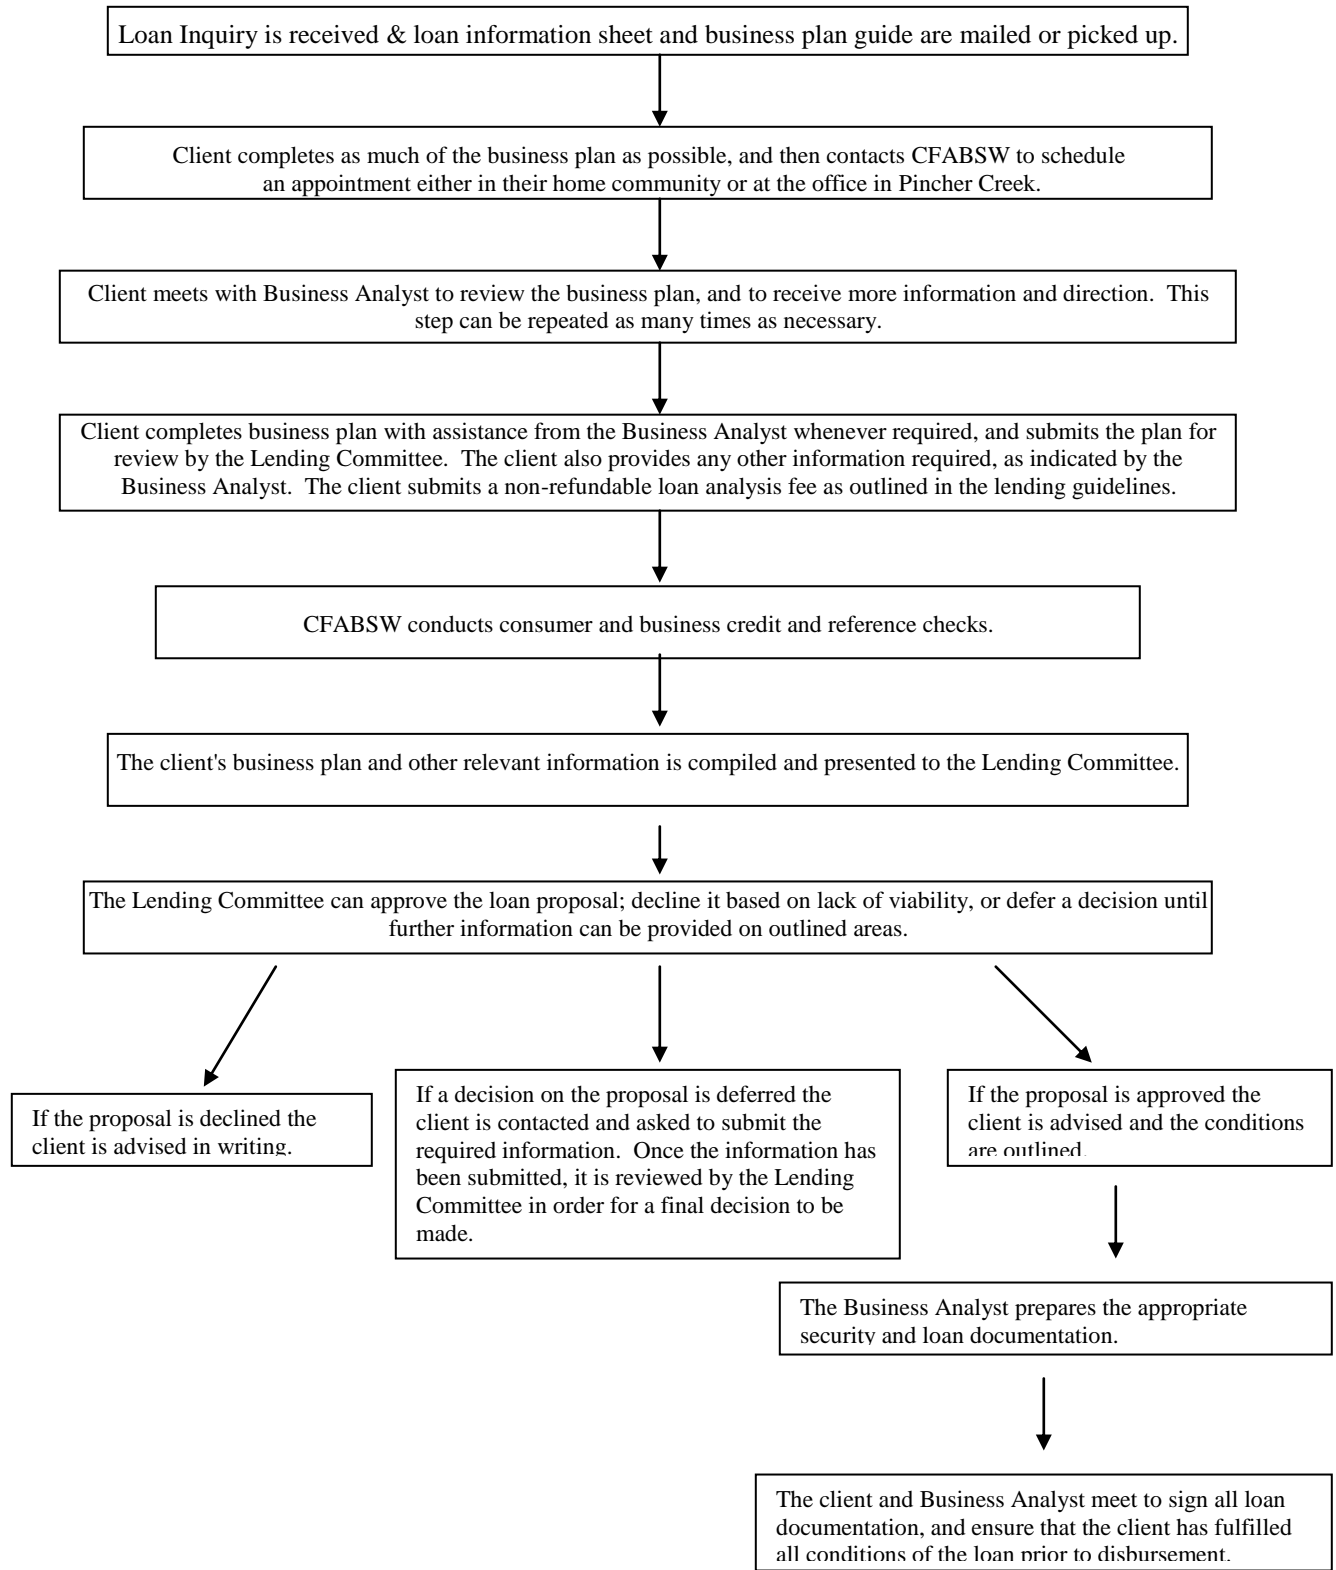 Loan Inquiry is received & loan information sheet and business plan guide are mailed or picked up.
Client completes as much of the business plan as possible, and then contacts CFABSW to schedule
an appointment either in their home community or at the office in Pincher Creek.
Client meets with Business Analyst to review the business plan, and to receive more information and direction.  This
step can be repeated as many times as necessary.
Client completes business plan with assistance from the Business Analyst whenever required, and submits the plan for
review by the Lending Committee.  The client also provides any other information required, as indicated by the
Business Analyst.  The client submits a non-refundable loan analysis fee as outlined in the lending guidelines.
CFABSW conducts consumer and business credit and reference checks.
The client's business plan and other relevant information is compiled and presented to the Lending Committee.
The Lending Committee can approve the loan proposal; decline it based on lack of viability, or defer a decision until
further information can be provided on outlined areas.
If the proposal is declined the
client is advised in writing.
If a decision on the proposal is deferred the
client is contacted and asked to submit the
required information.  Once the information has
been submitted, it is reviewed by the Lending
Committee in order for a final decision to be
made.
If the proposal is approved the
client is advised and the conditions
are outlined.
The Business Analyst prepares the appropriate
security and loan documentation.
The client and Business Analyst meet to sign all loan
documentation, and ensure that the client has fulfilled
all conditions of the loan prior to disbursement.